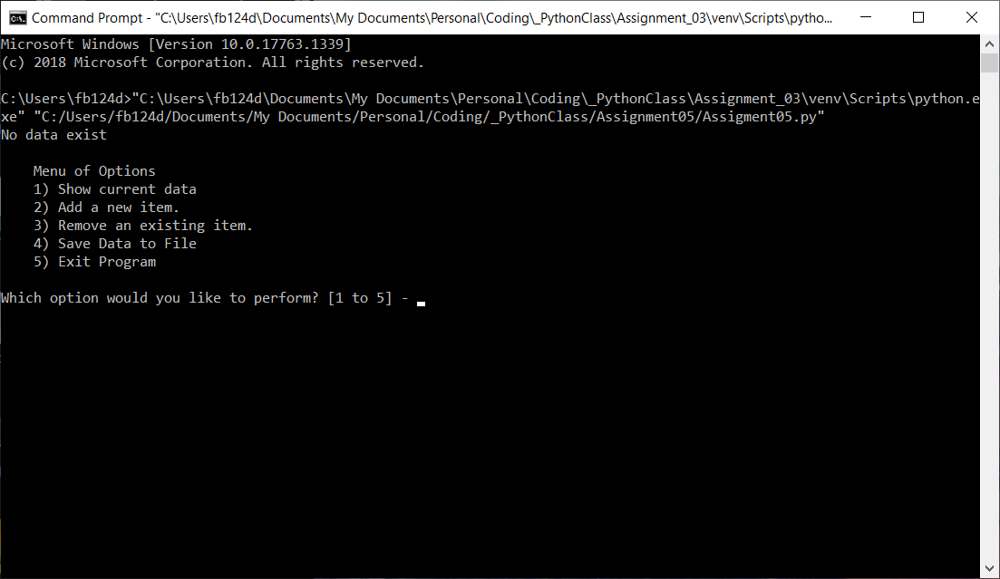 Command Prompt - "C:\Users\fb124d\Documents\My Documents\Personal\Coding\_PythonClass\Assignment_03\venv\Scripts\pytho...
Microsoft Windows [Version 10.0.17763.1339]
(c) 2018 Microsoft Corporation. All rights reserved.
C:\Users\fb124d>"C:\Users\fb124d\Documents\My Documents\Personal\Coding\_PythonClass\Assignment_03\venv\Scripts\python.e
xe" "C:/Users/fb124d/Documents/My Documents/Personal/Coding/_PythonClass/Assignment05/Assigment05.py"
No data exist
Menu of Options
1) Show current data
2) Add a new item.
3) Remove an existing item.
4) Save Data to File
5) Exit Program
Which option would you like to perform? [1 to 5] -